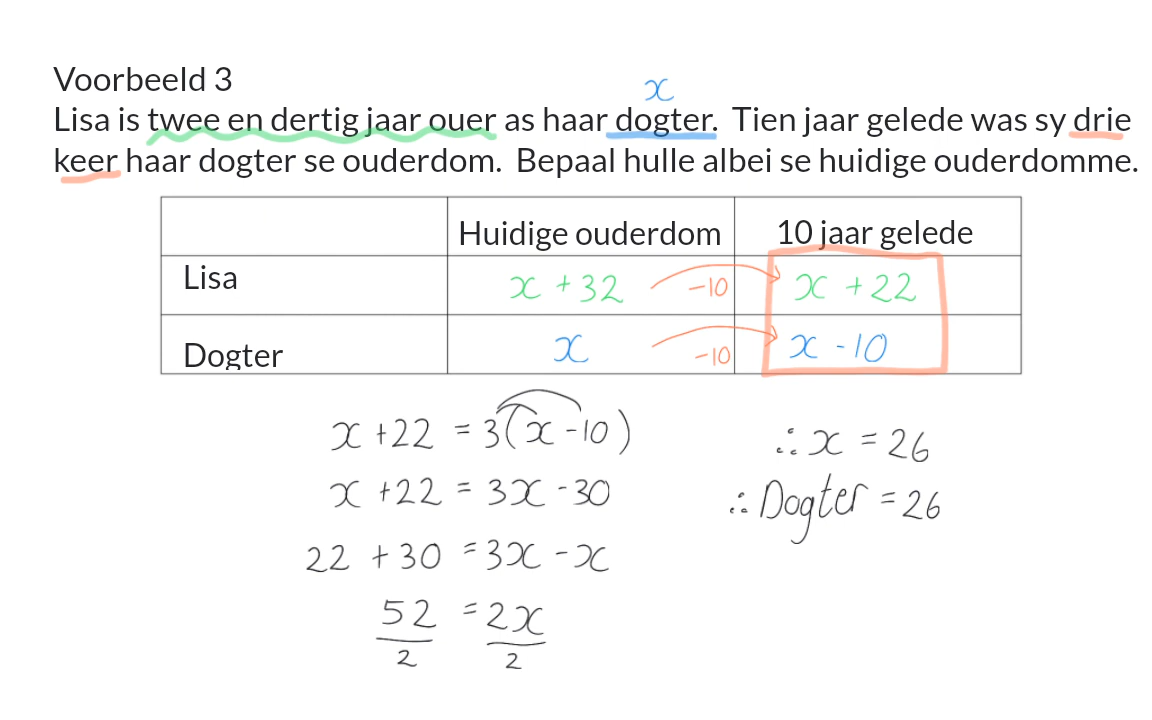 Voorbeeld 3
x
Lisa is twee en dertig jaar ouer as haar dogter. Tien jaar gelede was sy drie
keer haar dogter se ouderdom. Bepaal hulle albei se huidige ouderdomme.
Huidige ouderdom 10 jaar gelede
Lisa x + 32 -10 x + 22
Dogter x -10 x - 10
x + 22 = 3(x - 10)
x + 22 = 3x - 30
22 + 30 = 3x - x
52 = 2x
2 2
∴ x = 26
∴ Dogter = 26